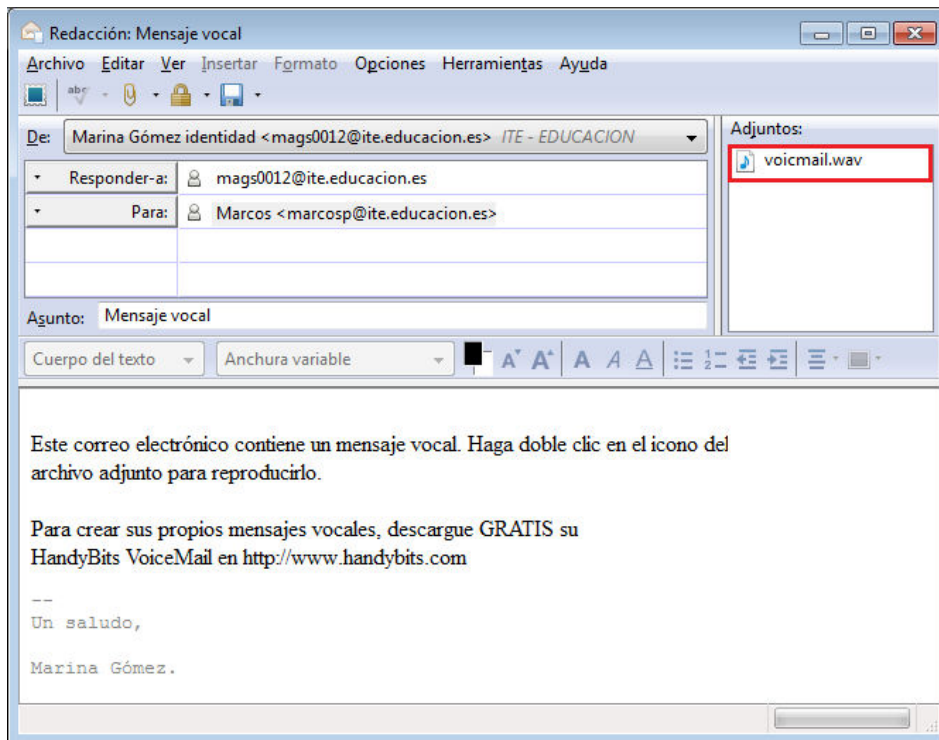 Redacción: Mensaje vocal
Archivo Editar Ver Insertar Formato Opciones Herramientas Ayuda
abc
De: Marina Gómez identidad <mags0012@ite.educacion.es> ITE - EDUCACION
Adjuntos:
voicmail.wav
Responder-a: mags0012@ite.educacion.es
Para: Marcos <marcosp@ite.educacion.es>
Asunto: Mensaje vocal
Cuerpo del texto Anchura variable
Este correo electrónico contiene un mensaje vocal. Haga doble clic en el icono del
archivo adjunto para reproducirlo.
Para crear sus propios mensajes vocales, descargue GRATIS su
HandyBits VoiceMail en http://www.handybits.com
--
Un saludo,
Marina Gómez.